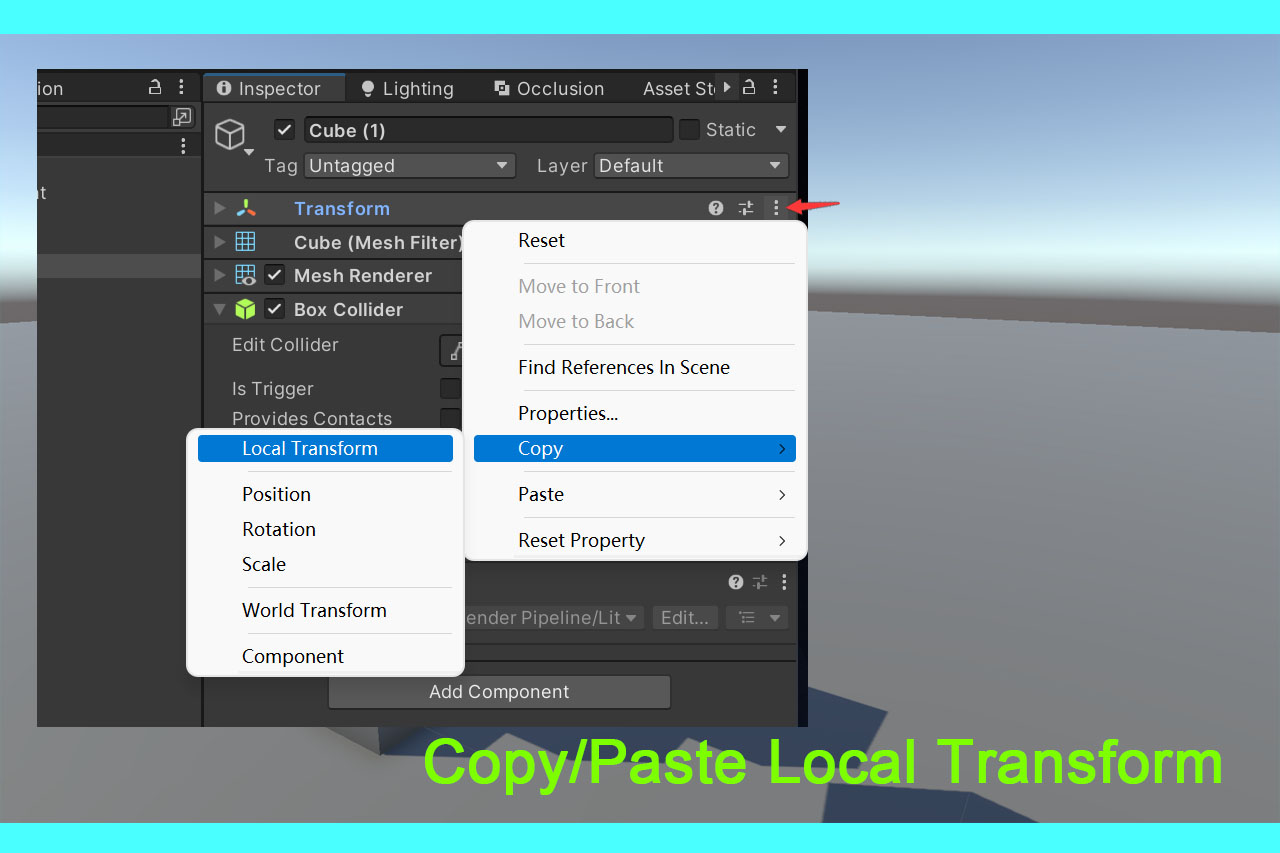 ion
Inspector Lighting Occlusion Asset St
Cube (1) Static
Tag Untagged Layer Default
t
Transform
Cube (Mesh Filter)
Mesh Renderer
Box Collider
Edit Collider
Is Trigger
Provides Contacts
Reset
Move to Front
Move to Back
Find References In Scene
Properties...
Copy
Paste
Reset Property
Local Transform
Position
Rotation
Scale
World Transform
Component
ender Pipeline/Lit Edit...
Add Component
Copy/Paste Local Transform